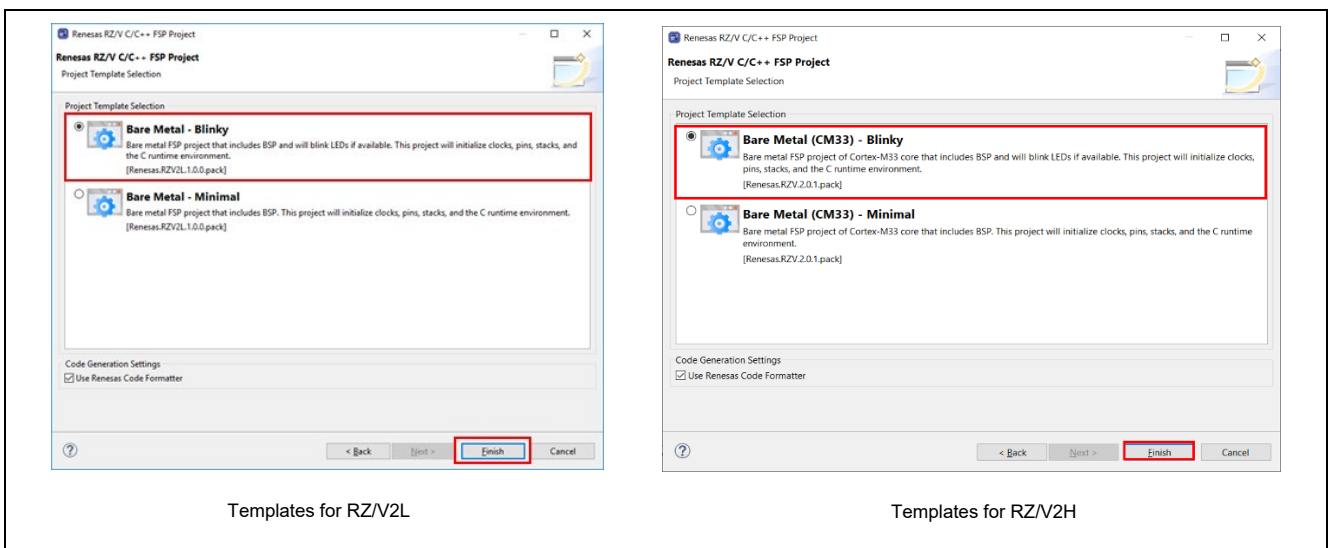 Renesas RZ/V C/C++ FSP Project
Renesas RZ/V C/C++ FSP Project
Project Template Selection
Project Template Selection
Bare Metal - Blinky
Bare metal FSP project that includes BSP and will blink LEDs if available. This project will initialize clocks, pins, stacks, and
the C runtime environment.
[Renesas.RZV2L.1.0.0.pack]
Bare Metal - Minimal
Bare metal FSP project that includes BSP. This project will initialize clocks, pins, stacks, and the C runtime environment.
[Renesas.RZV2L.1.0.0.pack]
Code Generation Settings
Use Renesas Code Formatter
? < Back Next > Finish Cancel
Templates for RZ/V2L
Renesas RZ/V C/C++ FSP Project
Renesas RZ/V C/C++ FSP Project
Project Template Selection
Project Template Selection
Bare Metal (CM33) - Blinky
Bare metal FSP project of Cortex-M33 core that includes BSP and will blink LEDs if available. This project will initialize clocks,
pins, stacks, and the C runtime environment.
[Renesas.RZV.2.0.1.pack]
Bare Metal (CM33) - Minimal
Bare metal FSP project of Cortex-M33 core that includes BSP. This project will initialize clocks, pins, stacks, and the C runtime
environment.
[Renesas.RZV.2.0.1.pack]
Code Generation Settings
Use Renesas Code Formatter
? < Back Next > Finish Cancel
Templates for RZ/V2H